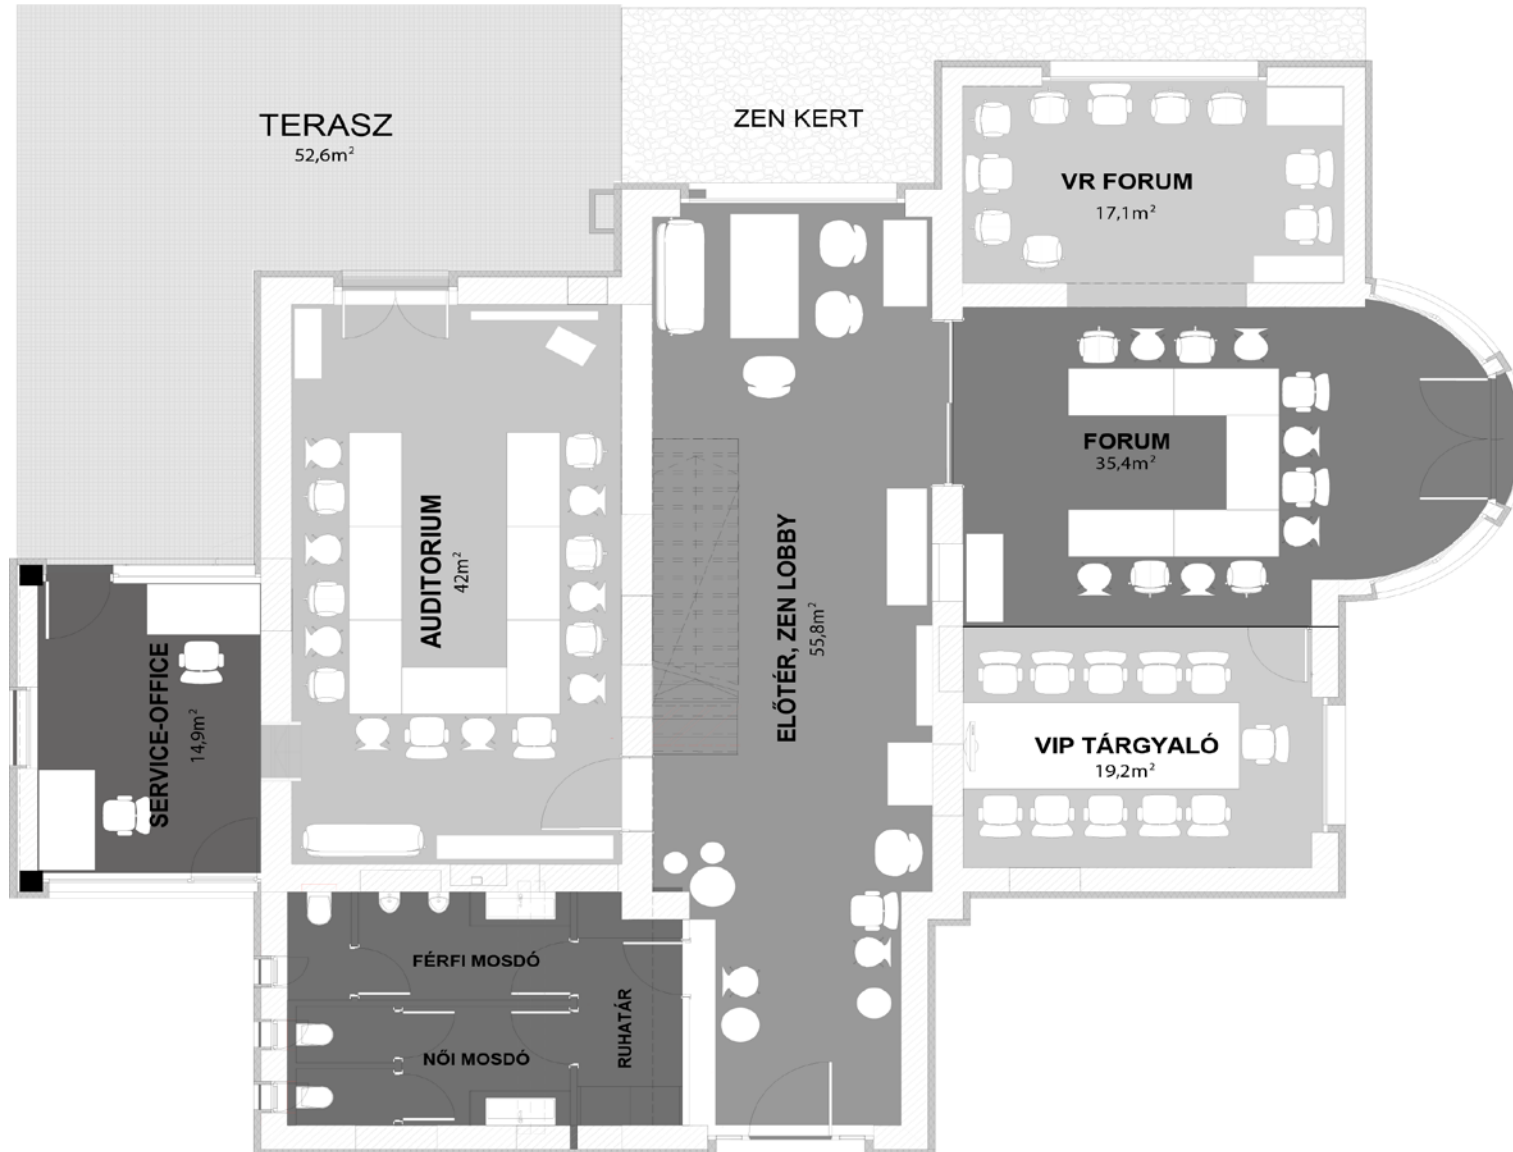 TERASZ
52,6m²
ZEN KERT
VR FORUM
17,1m²
FORUM
35,4m²
AUDITORIUM
42m²
ELŐTÉR, ZEN LOBBY
55,8m²
SERVICE-OFFICE
14,9m²
VIP TÁRGYALÓ
19,2m²
FÉRFI MOSDÓ
NŐI MOSDÓ
RUHATÁR